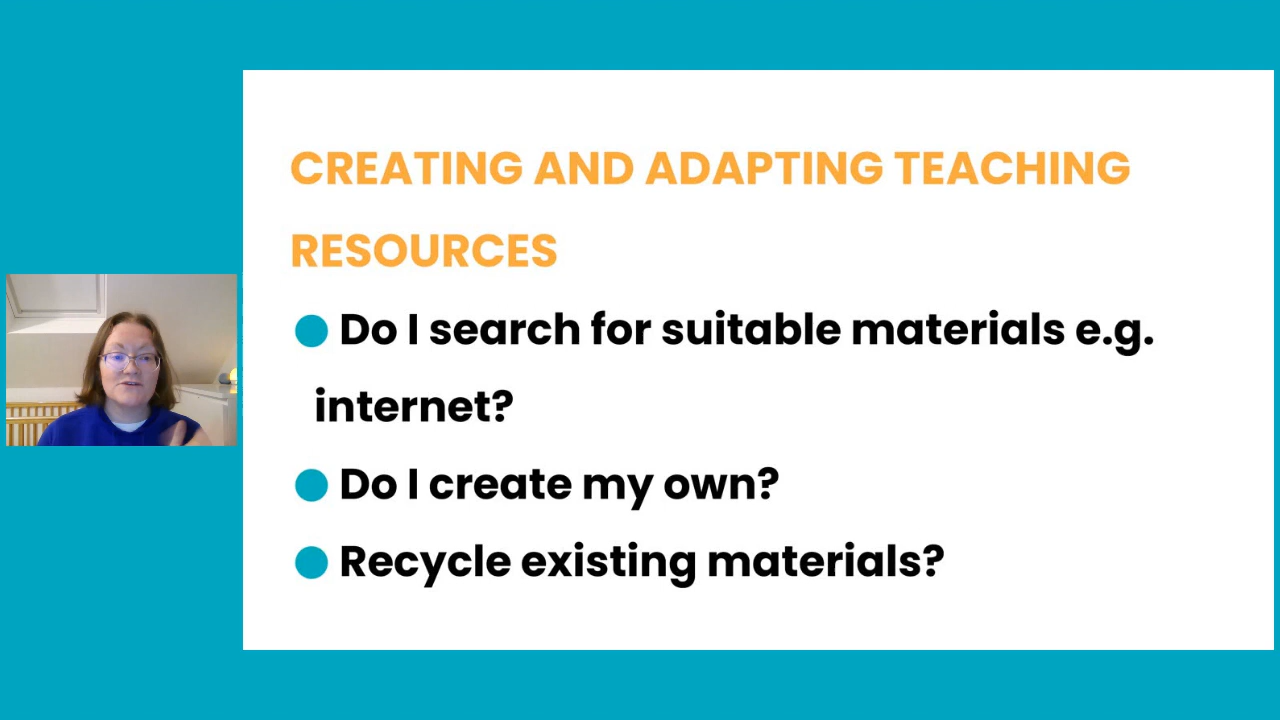 CREATING AND ADAPTING TEACHING
RESOURCES
● Do I search for suitable materials e.g.
internet?
● Do I create my own?
● Recycle existing materials?